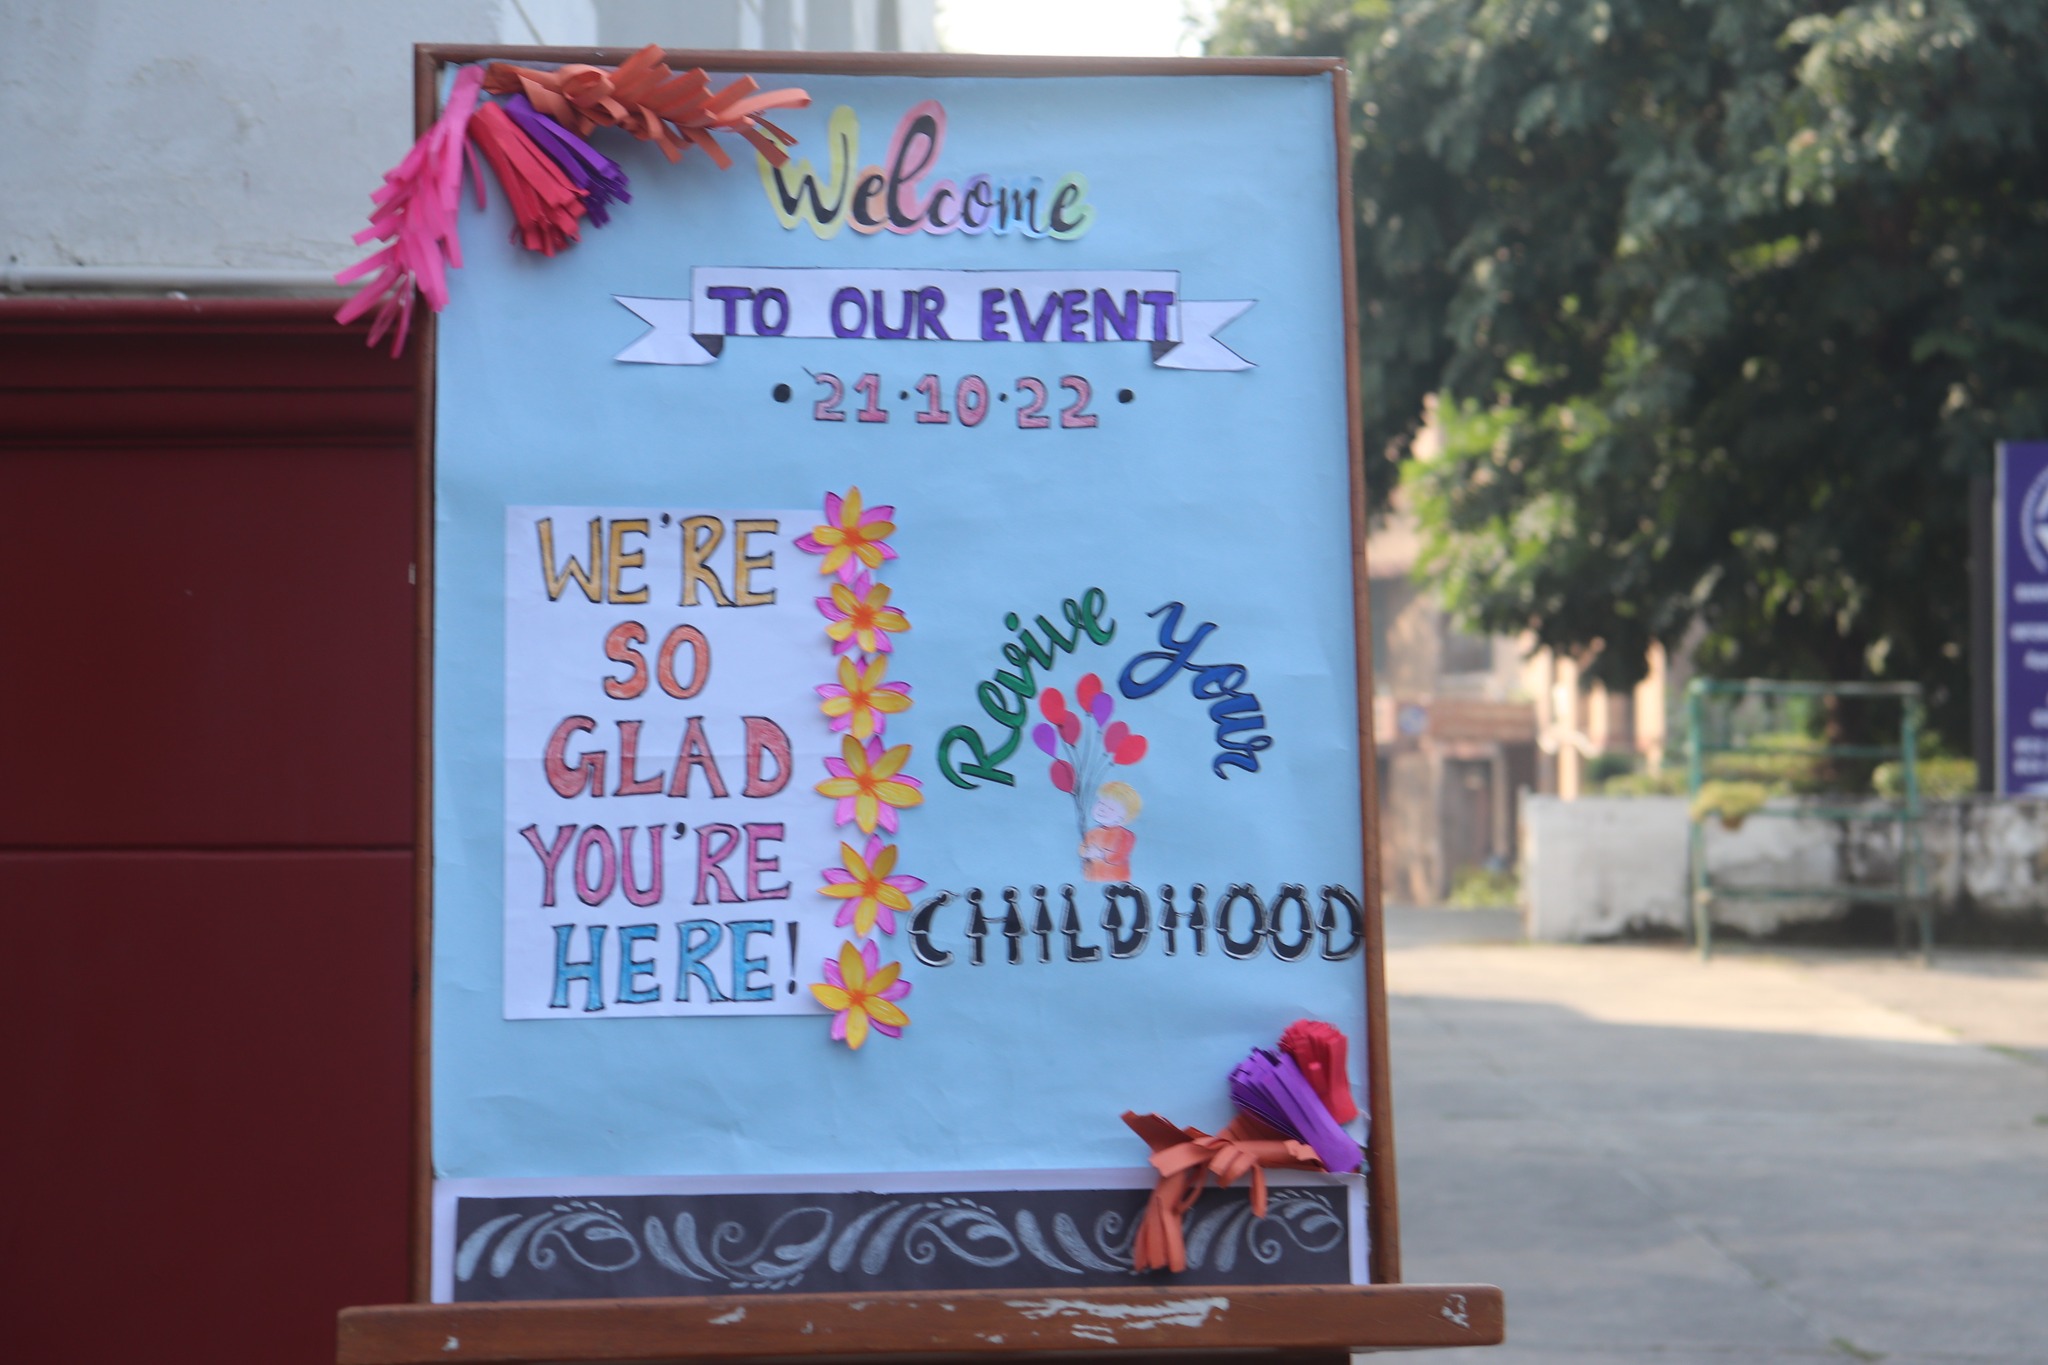 Welcome
TO OUR EVENT
• 21·10·22 •
WE'RE
SO
GLAD
YOU'RE
HERE!
Revive Your
CHILDHOOD